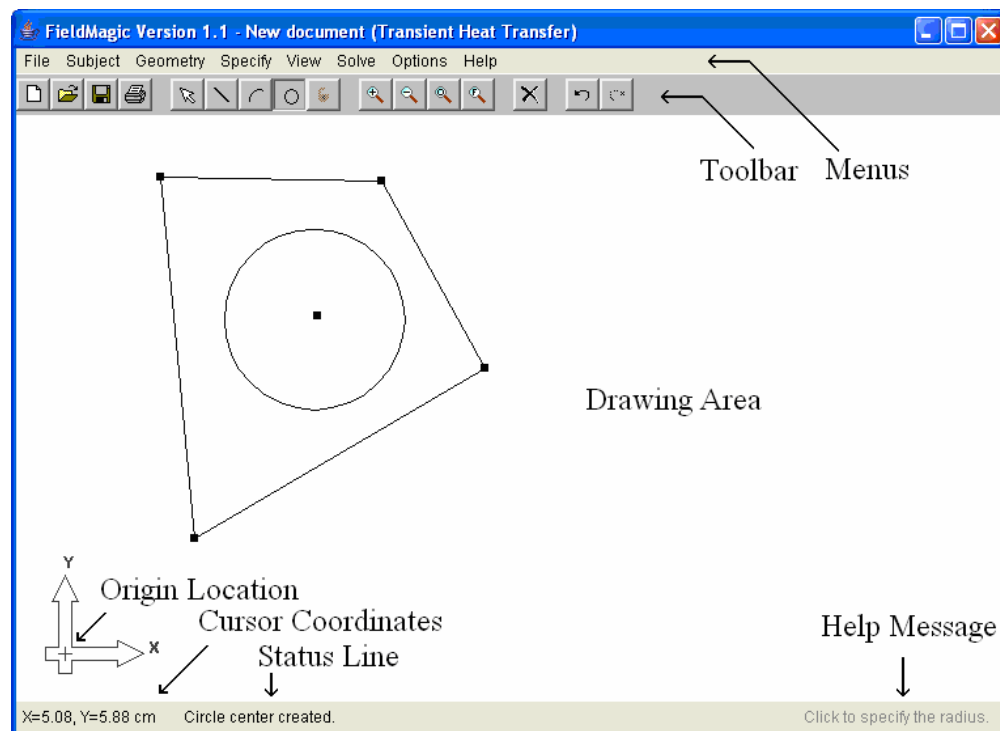 FieldMagic Version 1.1 - New document (Transient Heat Transfer)
File Subject Geometry Specify View Solve Options Help
Toolbar Menus
Drawing Area
Y
Origin Location
Cursor Coordinates
X
Help Message
Status Line
X=5.08, Y=5.88 cm Circle center created. Click to specify the radius.